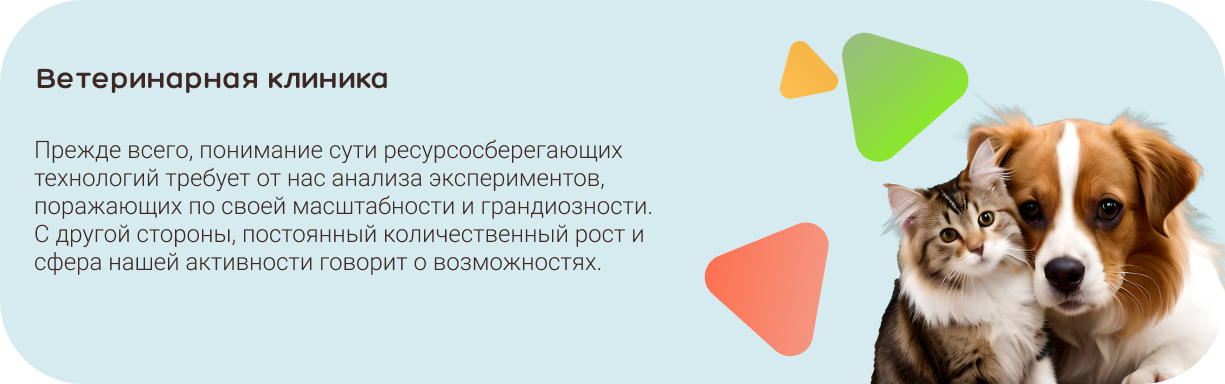 Ветеринарная клиника
Прежде всего, понимание сути ресурсосберегающих
технологий требует от нас анализа экспериментов,
поражающих по своей масштабности и грандиозности.
С другой стороны, постоянный количественный рост и
сфера нашей активности говорит о возможностях.